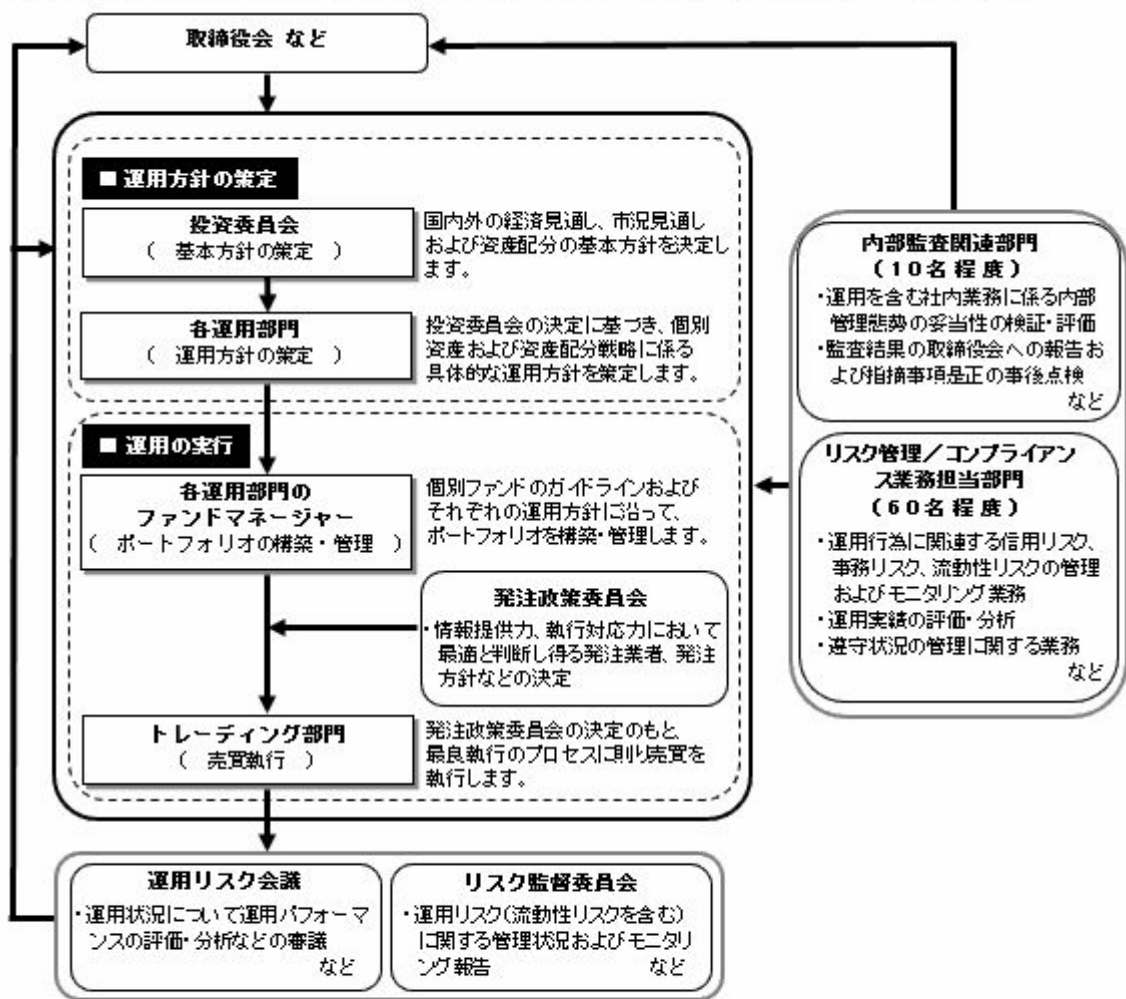 取締役会 など
■ 運用方針の策定
投資委員会
( 基本方針の策定 )
国内外の経済見通し、市況見通し
および資産配分の基本方針を決定し
ます。
各運用部門
( 運用方針の策定 )
投資委員会の決定に基づき、個別
資産および資産配分戦略に係る
具体的な運用方針を策定します。
■ 運用の実行
各運用部門の
ファンドマネージャー
( ポートフォリオの構築・管理 )
個別ファンドのガイドラインおよび
それぞれの運用方針に沿って、
ポートフォリオを構築・管理します。
発注政策委員会
・情報提供力、執行対応力において
最適と判断し得る発注業者、発注
方針などの決定
トレーディング部門
( 売買執行 )
発注政策委員会の決定のもと、
最良執行のプロセスに則り売買を
執行します。
内部監査関連部門
(10名程度)
・運用を含む社内業務に係る内部
管理態勢の妥当性の検証・評価
・監査結果の取締役会への報告お
よび指摘事項是正の事後点検
など
リスク管理/コンプライアン
ス業務担当部門
(60名程度)
・運用行為に関連する信用リスク、
事務リスク、流動性リスクの管理
およびモニタリング業務
・運用実績の評価・分析
・遵守状況の管理に関する業務
など
運用リスク会議
・運用状況について運用パフォーマ
ンスの評価・分析などの審議
など
リスク監督委員会
・運用リスク(流動性リスクを含む)
に関する管理状況およびモニタリ
ング報告 など